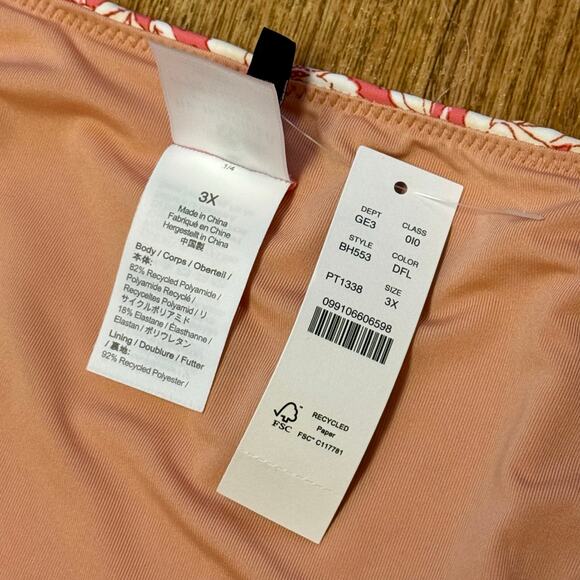 1/4
3X
Made in China
Fabriqué en Chine
Hergestellt in China
中国製
Body / Corps / Oberteil /
本体:
82% Recycled Polyamide /
Polyamide Recyclé /
Recyceltes Polyamid / リ
サイクルポリアミド
18% Elastane / Élasthanne /
Elastan / ポリウレタン
Lining / Doublure / Futter
/ 裏地:
92% Recycled Polyester /
DEPT
GE3
CLASS
0I0
STYLE
BH553
COLOR
DFL
PT1338
SIZE
3X
099106606598
FSC
RECYCLED
Paper
FSC® C117781